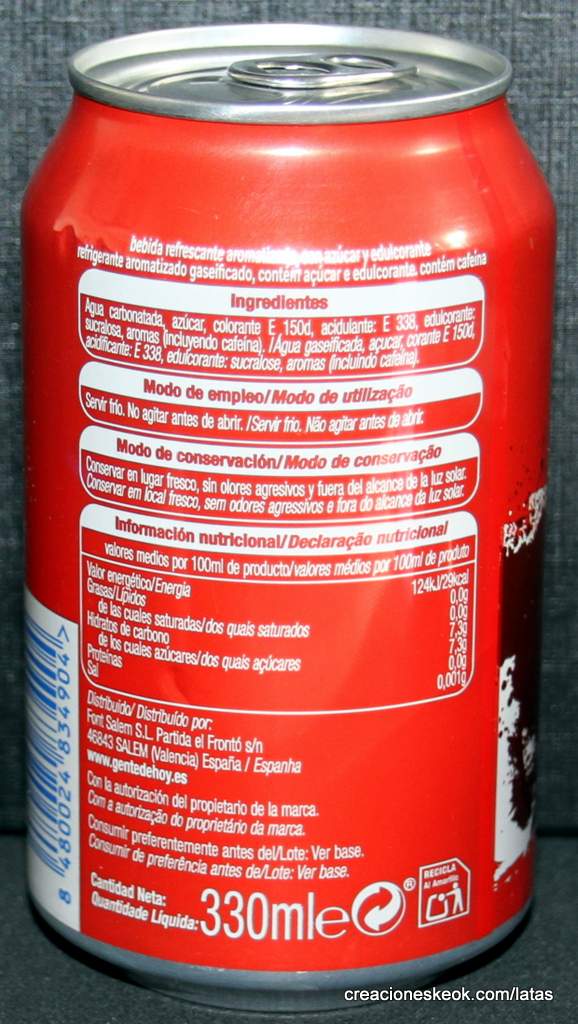 bebida refrescante aromatizada, con azúcar y edulcorante
refrigerante aromatizado gaseificado, contém açúcar e edulcorante. contém cafeína
Ingredientes
Agua carbonatada, azúcar, colorante E 150d, acidulante: E 338, edulcorante:
sucralosa, aromas (incluyendo cafeína). /Água gaseificada, açucar, corante E 150d,
acidificante: E 338, edulcorante: sucralose, aromas (incluindo cafeína).
Modo de empleo/Modo de utilização
Servir frío. No agitar antes de abrir. /Servir frio. Não agitar antes de abrir.
Modo de conservación/Modo de conservação
Conservar en lugar fresco, sin olores agresivos y fuera del alcance de la luz solar.
Conservar em local fresco, sem odores agressivos e fora do alcance da luz solar.
Información nutricional/Declaração nutricional
valores medios por 100ml de producto/valores médios por 100ml de produto
Valor energético/Energia 124kJ/29kcal
Grasas/Lípidos 0,0g
de las cuales saturadas/dos quais saturados 0,0g
Hidratos de carbono 7,3g
de los cuales azúcares/dos quais açúcares 7,3g
Proteínas 0,0g
Sal 0,001g
Distribuido/ Distribuído por:
Font Salem S.L. Partida el Frontó s/n
46843 SALEM (Valencia) España / Espanha
www.gentedehoy.es
Con la autorización del propietario de la marca.
Com a autorização do proprietário da marca.
Consumir preferentemente antes del/Lote: Ver base.
Consumir de preferência antes de/Lote: Ver base.
Cantidad Neta:
Quantidade Líquida: 330ml e ®
RECICLA
Al Amarillo
8 480024 834904 >
creacioneskeok.com/latas